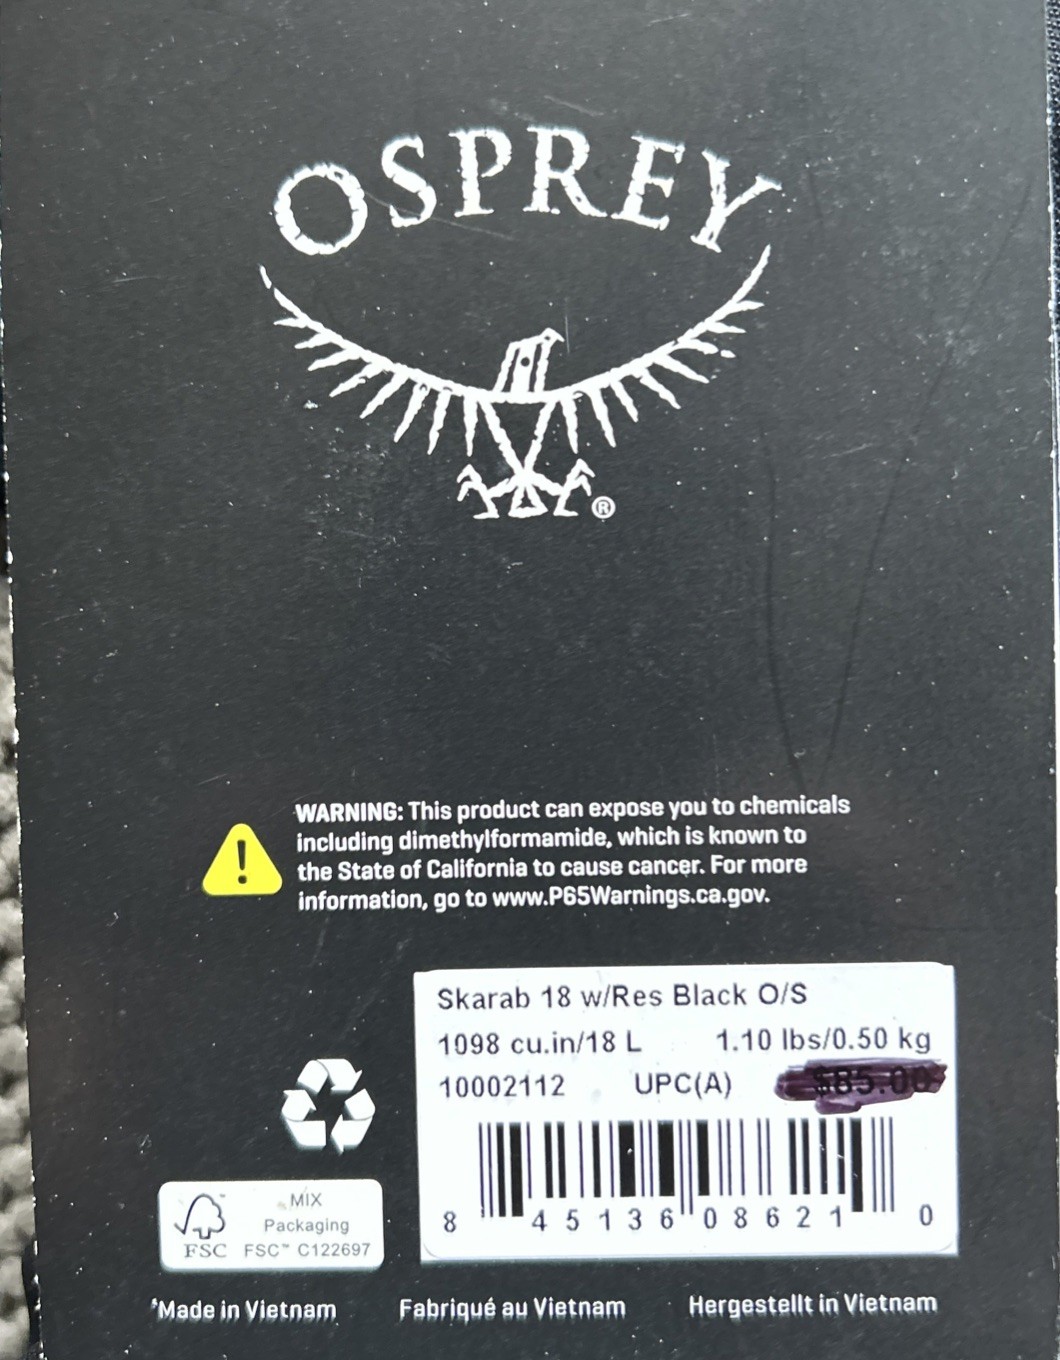 OSPREY
®
WARNING: This product can expose you to chemicals
including dimethylformamide, which is known to
the State of California to cause cancer. For more
information, go to www.P65Warnings.ca.gov.
Skarab 18 w/Res Black O/S
1098 cu.in/18 L 1.10 lbs/0.50 kg
10002112 UPC(A) $85.00
8 45136 08621 0
MIX
Packaging
FSC FSC™ C122697
*Made in Vietnam Fabriqué au Vietnam Hergestellt in Vietnam